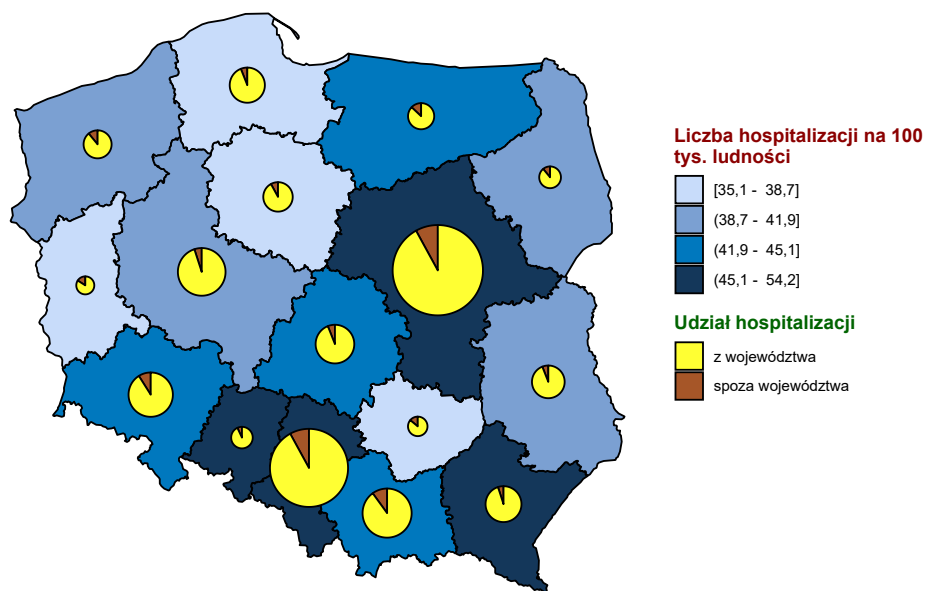 Liczba hospitalizacji na 100
tys. ludności
[35,1 - 38,7]
(38,7 - 41,9]
(41,9 - 45,1]
(45,1 - 54,2]
Udział hospitalizacji
z województwa
spoza województwa